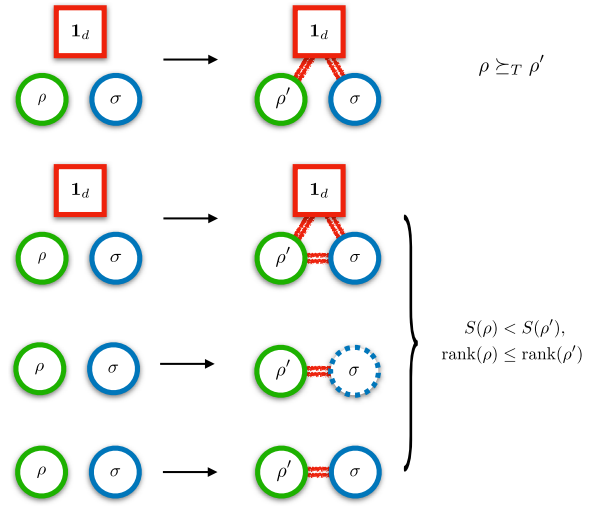 𝟏_d 𝟏_d
ρ σ ρ′ σ ρ ⪰_T ρ′
𝟏_d 𝟏_d
ρ σ ρ′ σ
S(ρ) < S(ρ′),
rank(ρ) ≤ rank(ρ′)
ρ σ ρ′ σ
ρ σ ρ′ σ